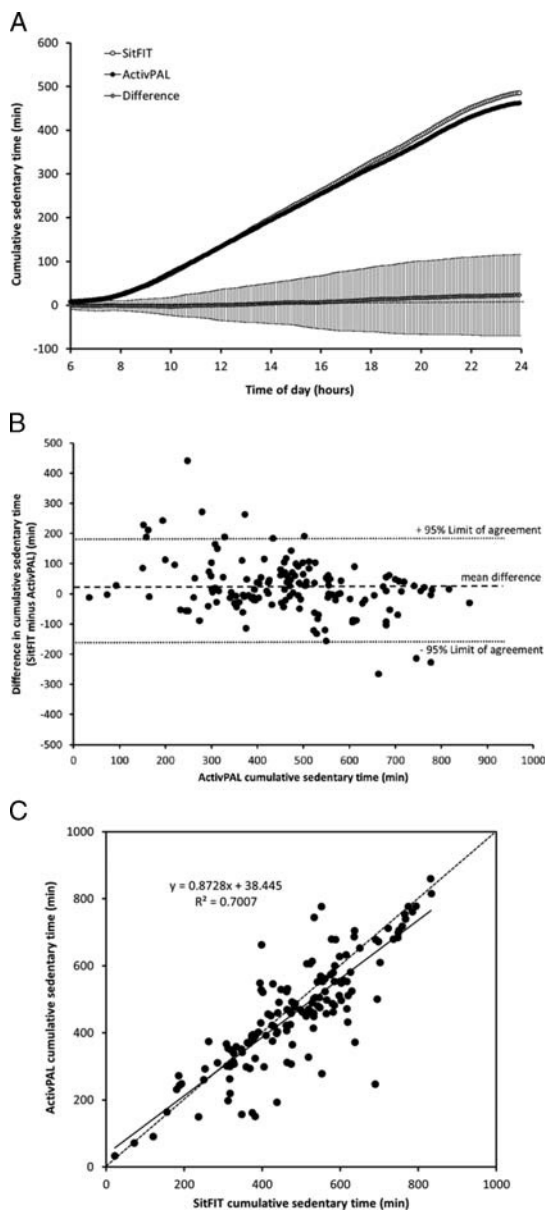 A
600
500
400
300
200
100
0
-100
Cumulative sedentary time (min)
SitFIT
ActivPAL
Difference
6 8 10 12 14 16 18 20 22 24
Time of day (hours)
B
500
400
300
200
100
0
-100
-200
-300
-400
-500
Difference in cumulative sedentary time
(SitFIT minus ActivPAL) (min)
+ 95% Limit of agreement
mean difference
- 95% Limit of agreement
0 100 200 300 400 500 600 700 800 900 1000
ActivPAL cumulative sedentary time (min)
C
1000
800
600
400
200
0
ActivPAL cumulative sedentary time (min)
y = 0.8728x + 38.445
R² = 0.7007
0 200 400 600 800 1000
SitFIT cumulative sedentary time (min)